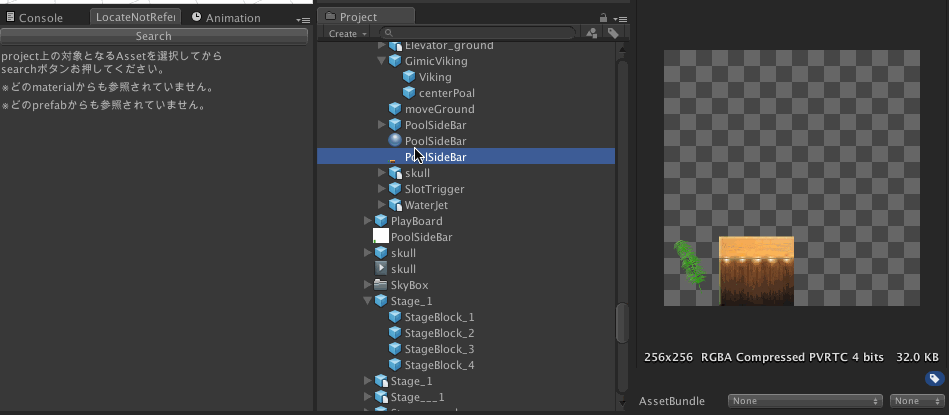 Console
LocateNotRefer
Animation
Search
project上の対象となるAssetを選択してから
searchボタンお押してください。
※どのmaterialからも参照されていません。
※どのprefabからも参照されていません。
Project
Create
Elevator_ground
GimicViking
Viking
centerPoal
moveGround
PoolSideBar
PoolSideBar
PoolSideBar
skull
SlotTrigger
WaterJet
PlayBoard
PoolSideBar
skull
skull
SkyBox
Stage_1
StageBlock_1
StageBlock_2
StageBlock_3
StageBlock_4
Stage_1
Stage___1
256x256 RGBA Compressed PVRTC 4 bits 32.0 KB
AssetBundle None None